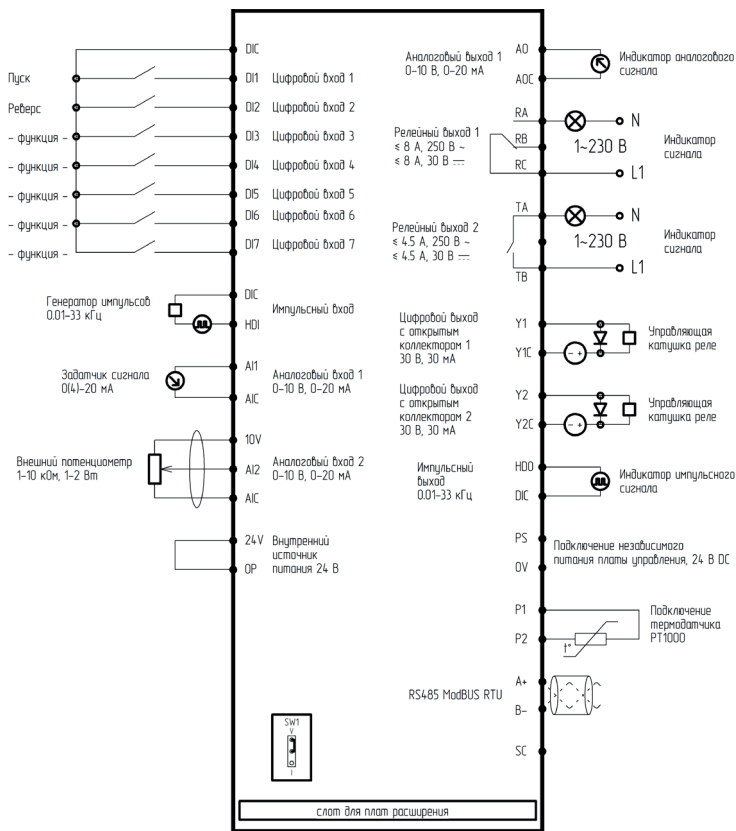 DIC
Пуск
DI1 Цифровой вход 1
Реверс
DI2 Цифровой вход 2
- функция -
DI3 Цифровой вход 3
- функция -
DI4 Цифровой вход 4
- функция -
DI5 Цифровой вход 5
- функция -
DI6 Цифровой вход 6
- функция -
DI7 Цифровой вход 7
Генератор импульсов
0.01-33 кГц
DIC
HDI
Импульсный вход
Задатчик сигнала
0(4)-20 мА
AI1
AIC
Аналоговый вход 1
0-10 В, 0-20 мА
Внешний потенциометр
1-10 кОм, 1-2 Вт
10V
AI2
AIC
Аналоговый вход 2
0-10 В, 0-20 мА
24V
OP
Внутренний
источник
питания 24 В
SW1
V
I
слот для плат расширения
Аналоговый выход 1
0-10 В, 0-20 мА
AO
AOC
Индикатор аналогового
сигнала
Релейный выход 1
≤ 8 А, 250 В ~
≤ 8 А, 30 В ⎓
RA
RB
RC
N
1~230 В
L1
Индикатор
сигнала
Релейный выход 2
≤ 4.5 А, 250 В ~
≤ 4.5 А, 30 В ⎓
TA
TB
N
1~230 В
L1
Индикатор
сигнала
Цифровой выход
с открытым
коллектором 1
30 В, 30 мА
Y1
Y1C
- +
Управляющая
катушка реле
Цифровой выход
с открытым
коллектором 2
30 В, 30 мА
Y2
Y2C
- +
Управляющая
катушка реле
Импульсный
выход
0.01-33 кГц
HDO
DIC
Индикатор импульсного
сигнала
PS
0V
Подключение независимого
питания платы управления, 24 В DC
P1
P2
t°
Подключение
термодатчика
PT1000
RS485 ModBUS RTU
A+
B-
SC